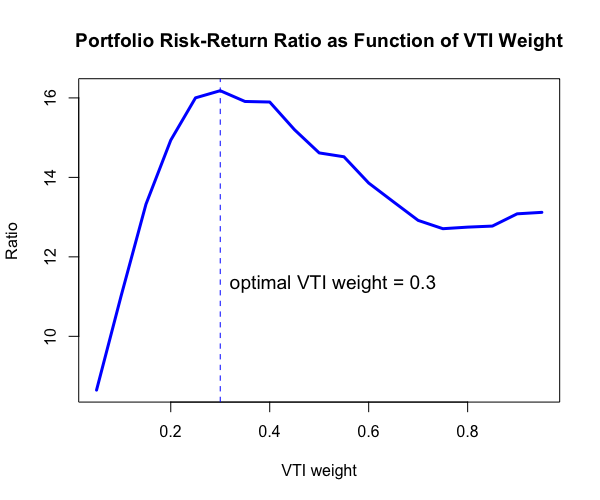 Portfolio Risk-Return Ratio as Function of VTI Weight
16
14
12
10
Ratio
optimal VTI weight = 0.3
0.2 0.4 0.6 0.8
VTI weight